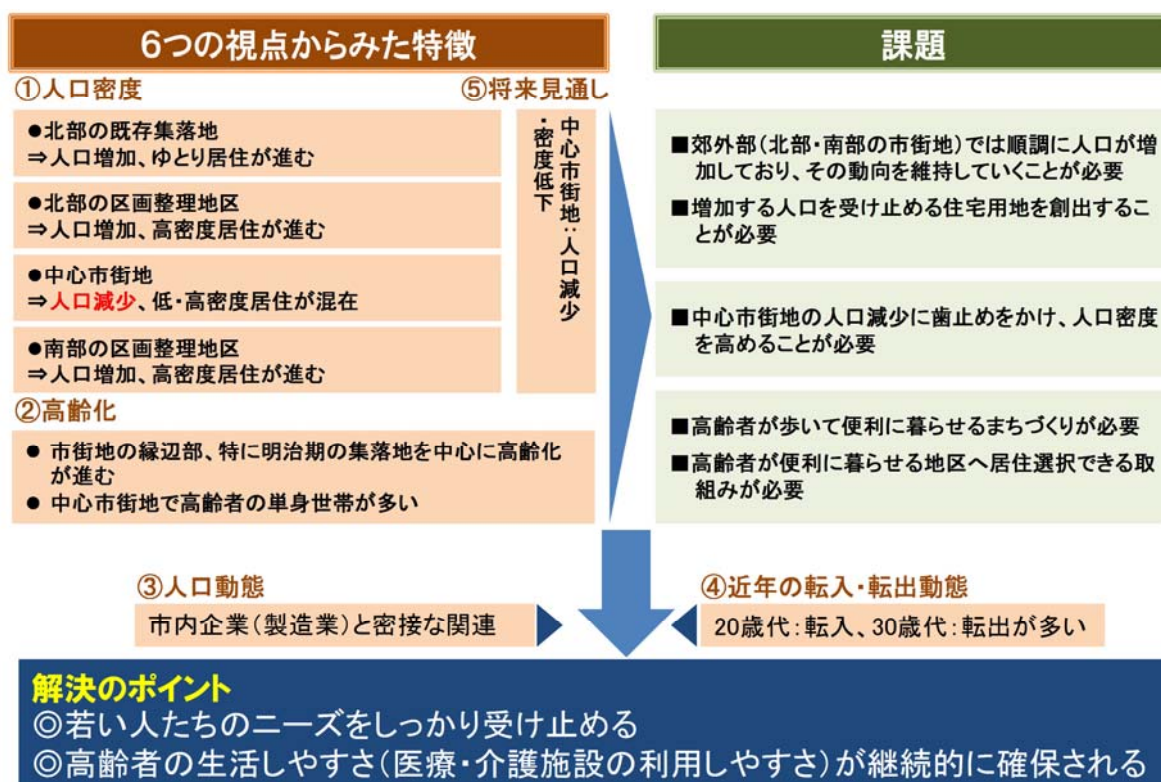 6つの視点からみた特徴
①人口密度
●北部の既存集落地
⇒人口増加、ゆとり居住が進む
●北部の区画整理地区
⇒人口増加、高密度居住が進む
●中心市街地
⇒人口減少、低・高密度居住が混在
●南部の区画整理地区
⇒人口増加、高密度居住が進む
⑤将来見通し
中心市街地:人口減少
・密度低下
②高齢化
● 市街地の縁辺部、特に明治期の集落地を中心に高齢化
が進む
● 中心市街地で高齢者の単身世帯が多い
課題
■郊外部(北部・南部の市街地)では順調に人口が増
加しており、その動向を維持していくことが必要
■増加する人口を受け止める住宅用地を創出するこ
とが必要
■中心市街地の人口減少に歯止めをかけ、人口密度
を高めることが必要
■高齢者が歩いて便利に暮らせるまちづくりが必要
■高齢者が便利に暮らせる地区へ居住選択できる取
組みが必要
③人口動態
市内企業(製造業)と密接な関連
④近年の転入・転出動態
20歳代:転入、30歳代:転出が多い
解決のポイント
◎若い人たちのニーズをしっかり受け止める
◎高齢者の生活しやすさ(医療・介護施設の利用しやすさ)が継続的に確保される